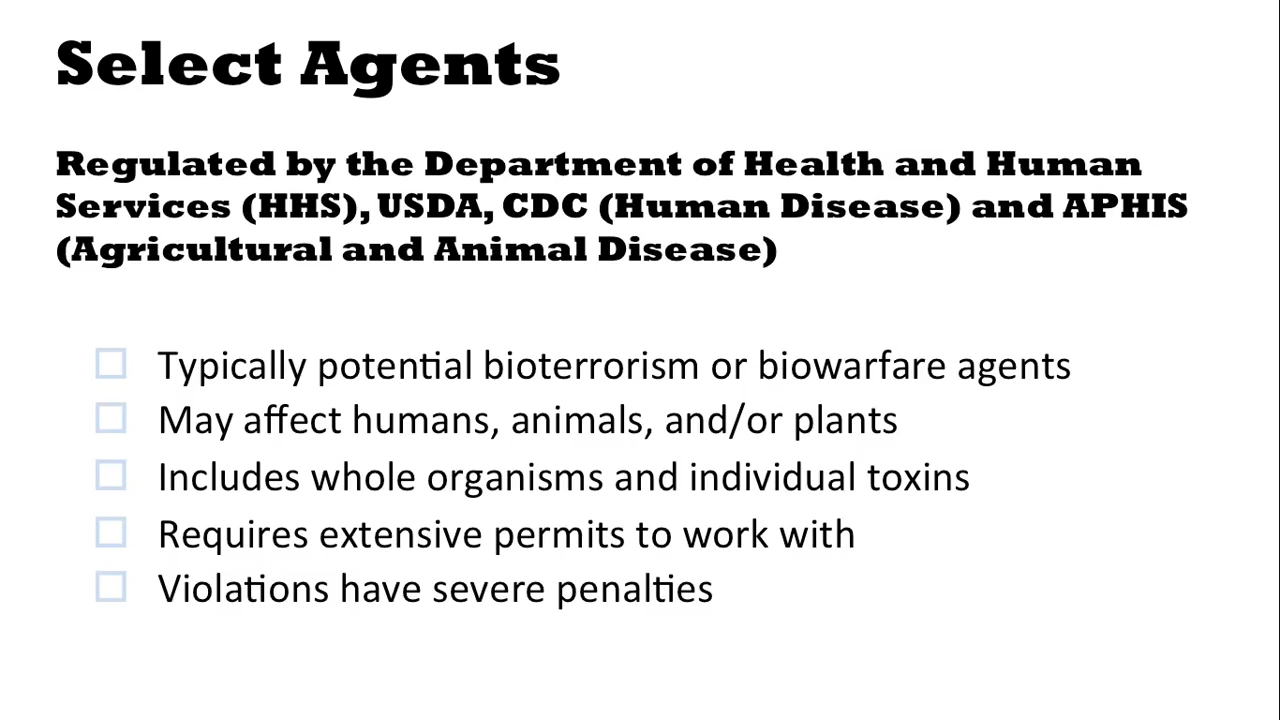 Select Agents
Regulated by the Department of Health and Human
Services (HHS), USDA, CDC (Human Disease) and APHIS
(Agricultural and Animal Disease)
Typically potential bioterrorism or biowarfare agents
May affect humans, animals, and/or plants
Includes whole organisms and individual toxins
Requires extensive permits to work with
Violations have severe penalties